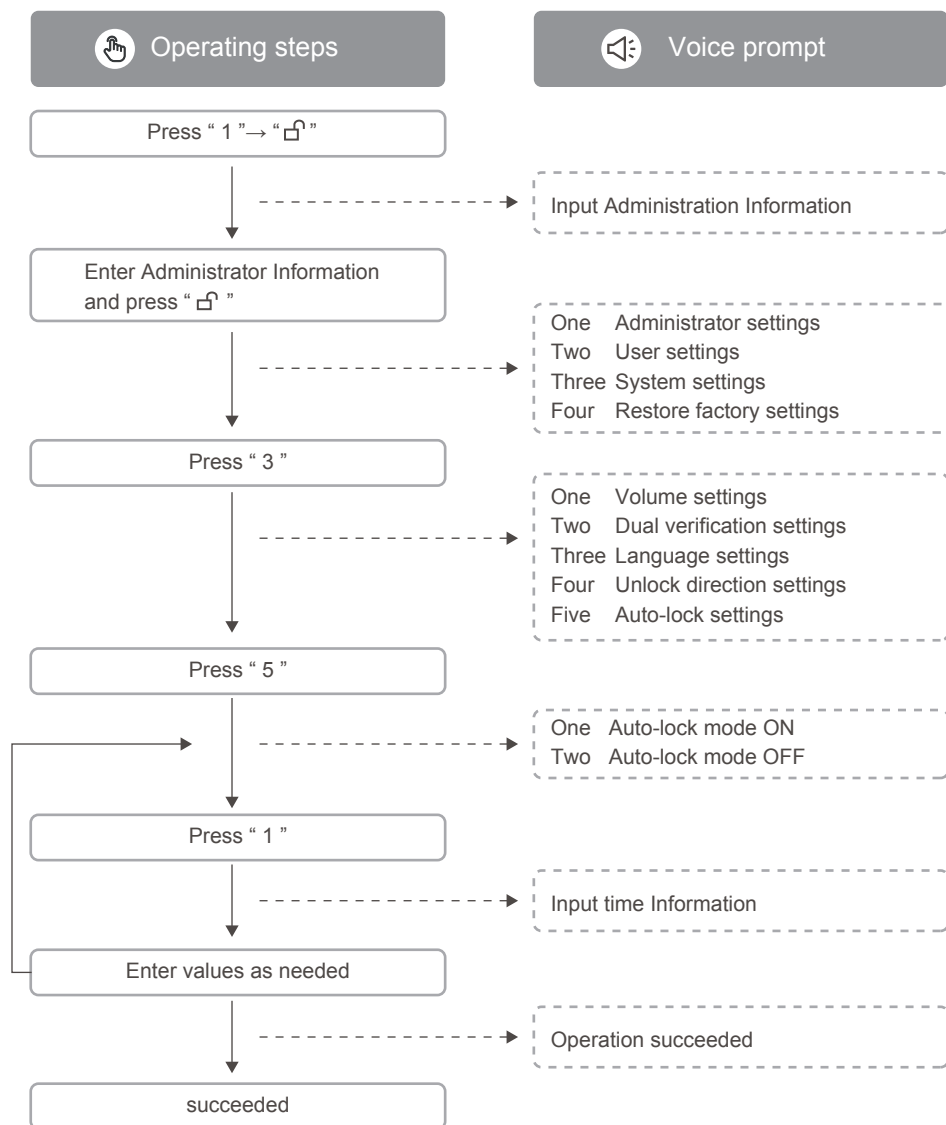 Operating steps
Voice prompt
Press “ 1 ”→ “ ”
Input Administration Information
Enter Administrator Information
and press “ ”
One Administrator settings
Two User settings
Three System settings
Four Restore factory settings
Press “ 3 ”
One Volume settings
Two Dual verification settings
Three Language settings
Four Unlock direction settings
Five Auto-lock settings
Press “ 5 ”
One Auto-lock mode ON
Two Auto-lock mode OFF
Press “ 1 ”
Input time Information
Enter values as needed
Operation succeeded
succeeded